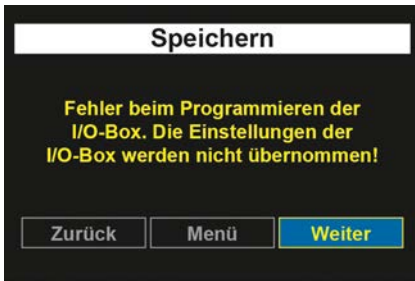 Speichern
Fehler beim Programmieren der
I/O-Box. Die Einstellungen der
I/O-Box werden nicht übernommen!
Zurück Menü Weiter